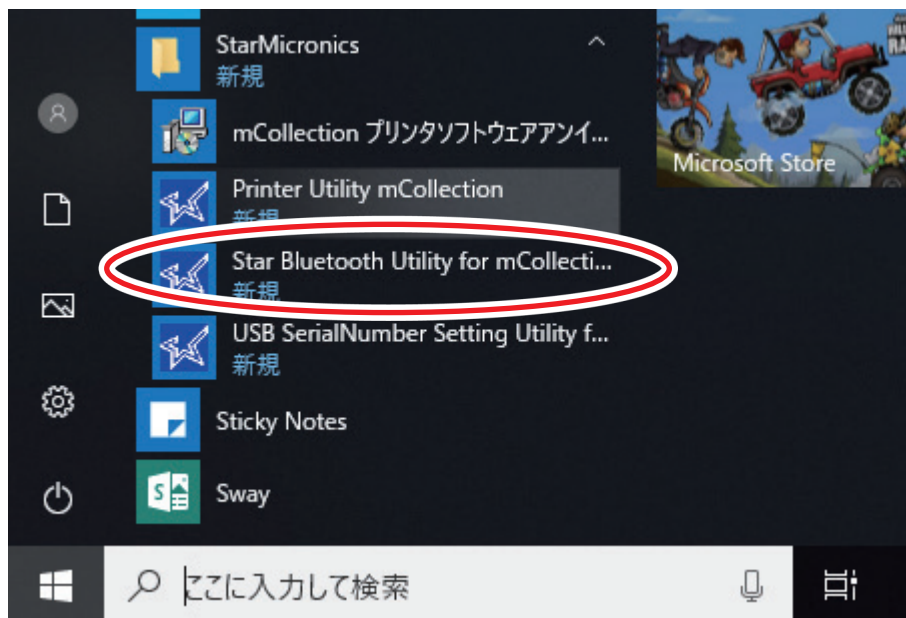 StarMicronics
新規
mCollection プリンタソフトウェアアンイ...
Printer Utility mCollection
新規
Star Bluetooth Utility for mCollecti...
新規
USB SerialNumber Setting Utility f...
新規
Sticky Notes
S
Sway
Microsoft Store
ここに入力して検索